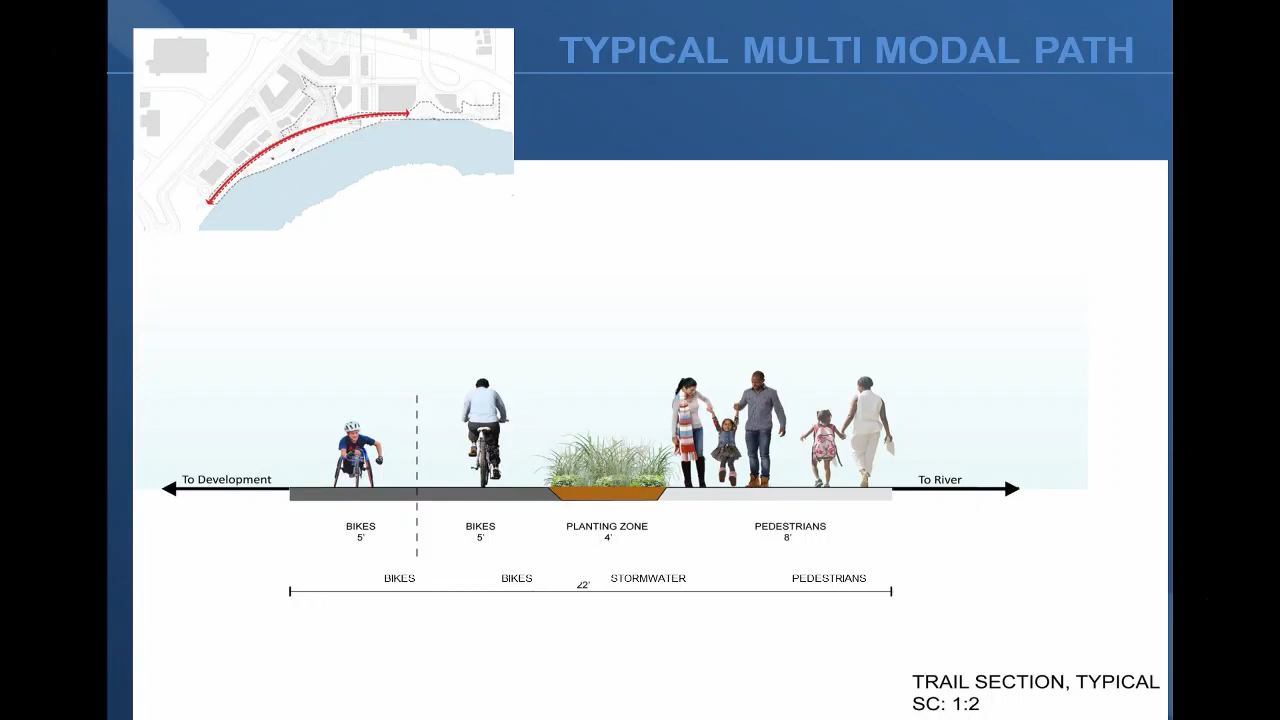 TYPICAL MULTI MODAL PATH
To Development
To River
BIKES
5'
BIKES
5'
PLANTING ZONE
4'
PEDESTRIANS
8'
BIKES
BIKES
STORMWATER
PEDESTRIANS
22'
TRAIL SECTION, TYPICAL
SC: 1:2